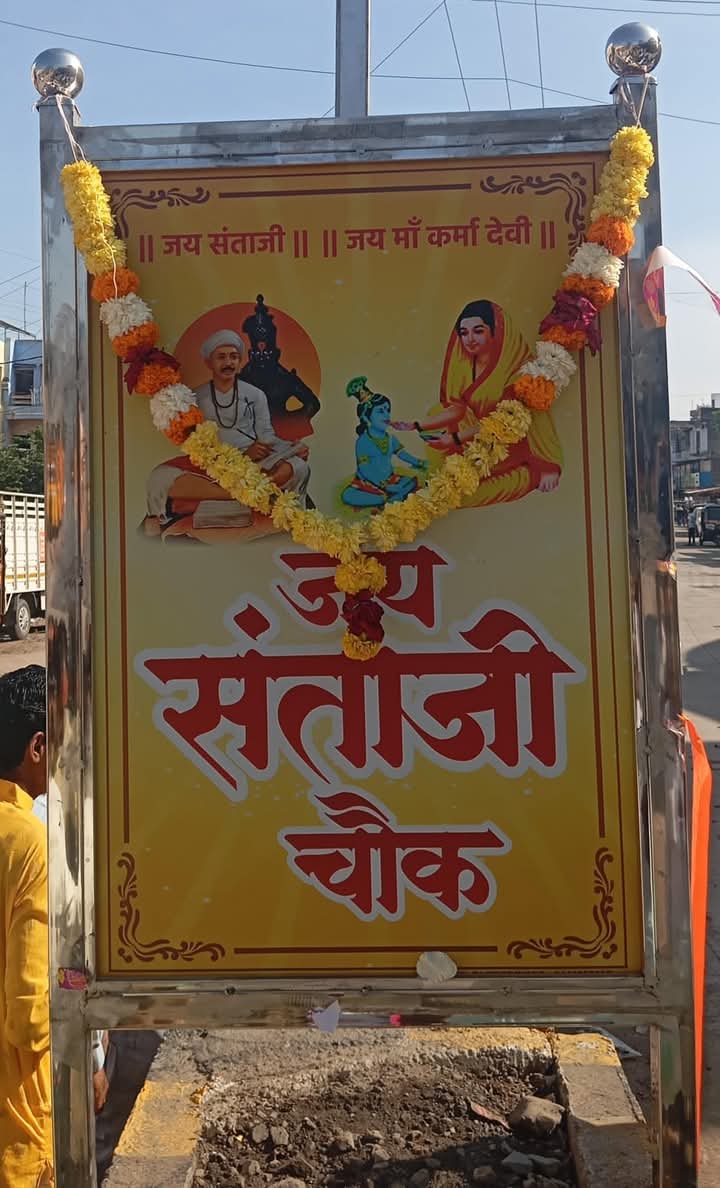 || जय संताजी || || जय माँ कर्मा देवी ||
जय
संताजी
चौक